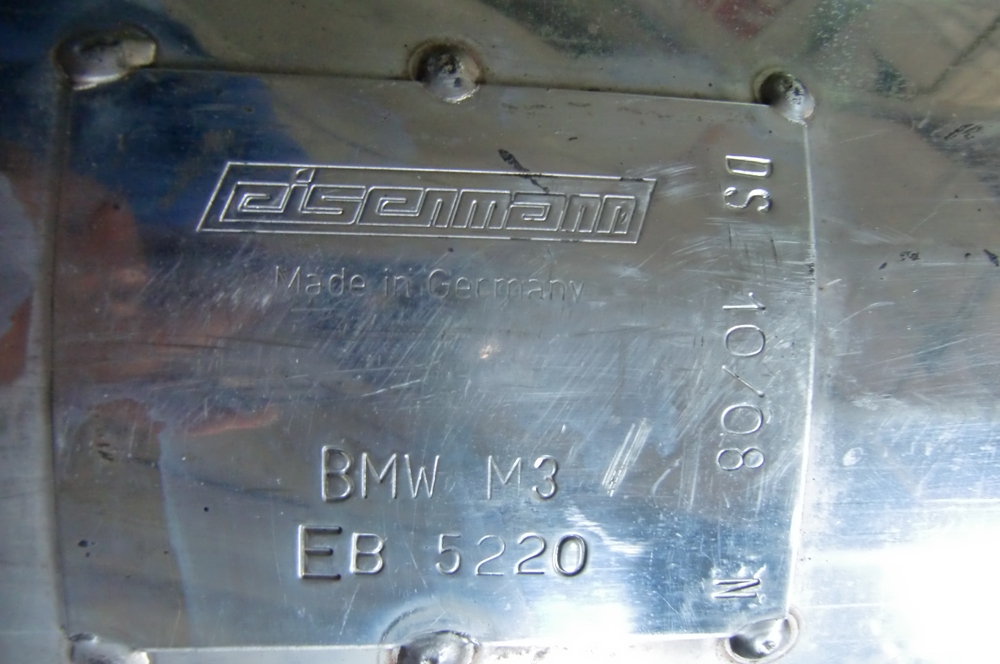 eisenmann
Made in Germany
BMW M3
EB 5220
DS 10/08 N